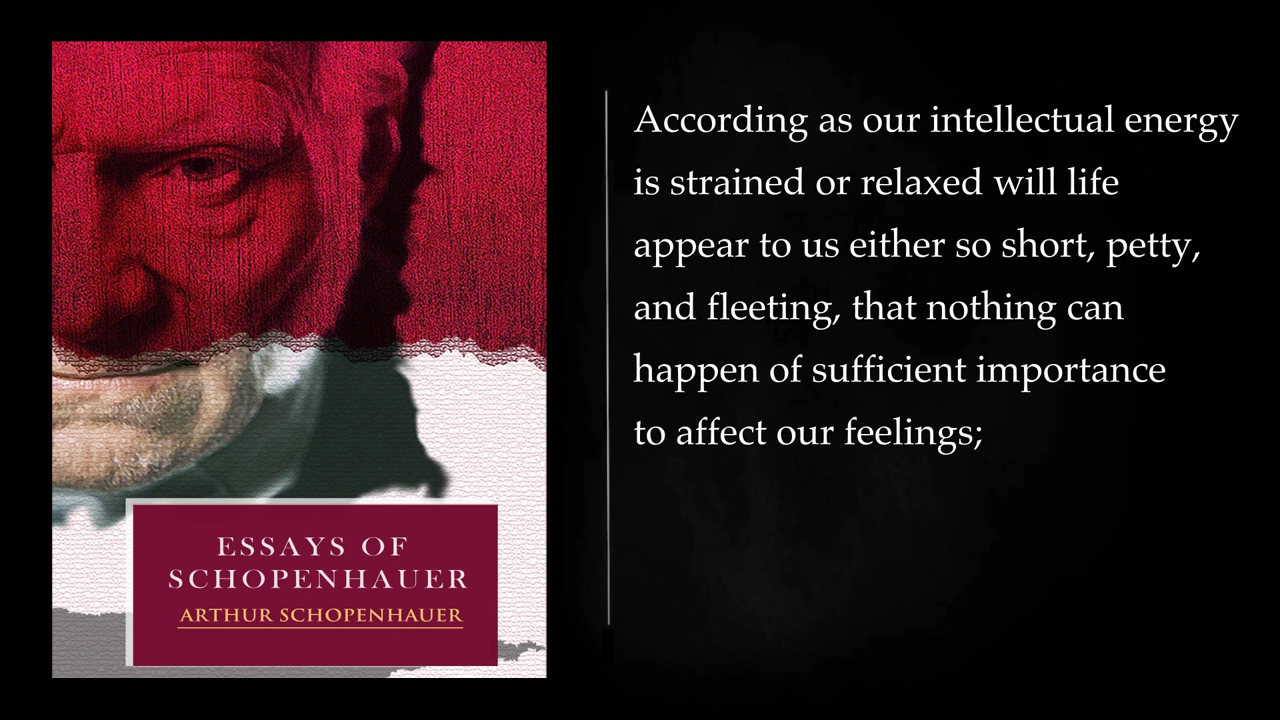 ESSAYS OF
SCHOPENHAUER
ARTHUR SCHOPENHAUER
According as our intellectual energy
is strained or relaxed will life
appear to us either so short, petty,
and fleeting, that nothing can
happen of sufficient importance
to affect our feelings;